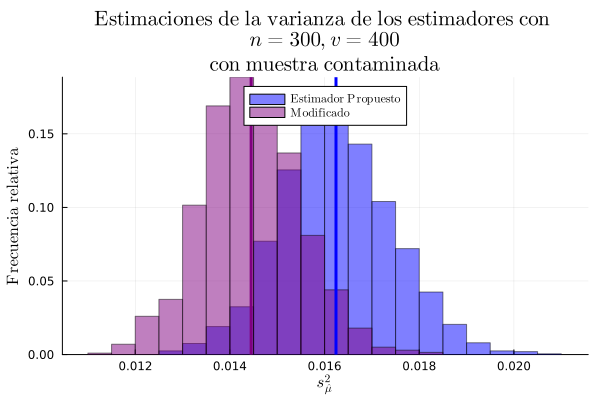 Estimaciones de la varianza de los estimadores con
n = 300, v = 400
con muestra contaminada
Estimador Propuesto
Modificado
Frecuencia relativa
0.15
0.10
0.05
0.00
0.012 0.014 0.016 0.018 0.020
s²_μ̂